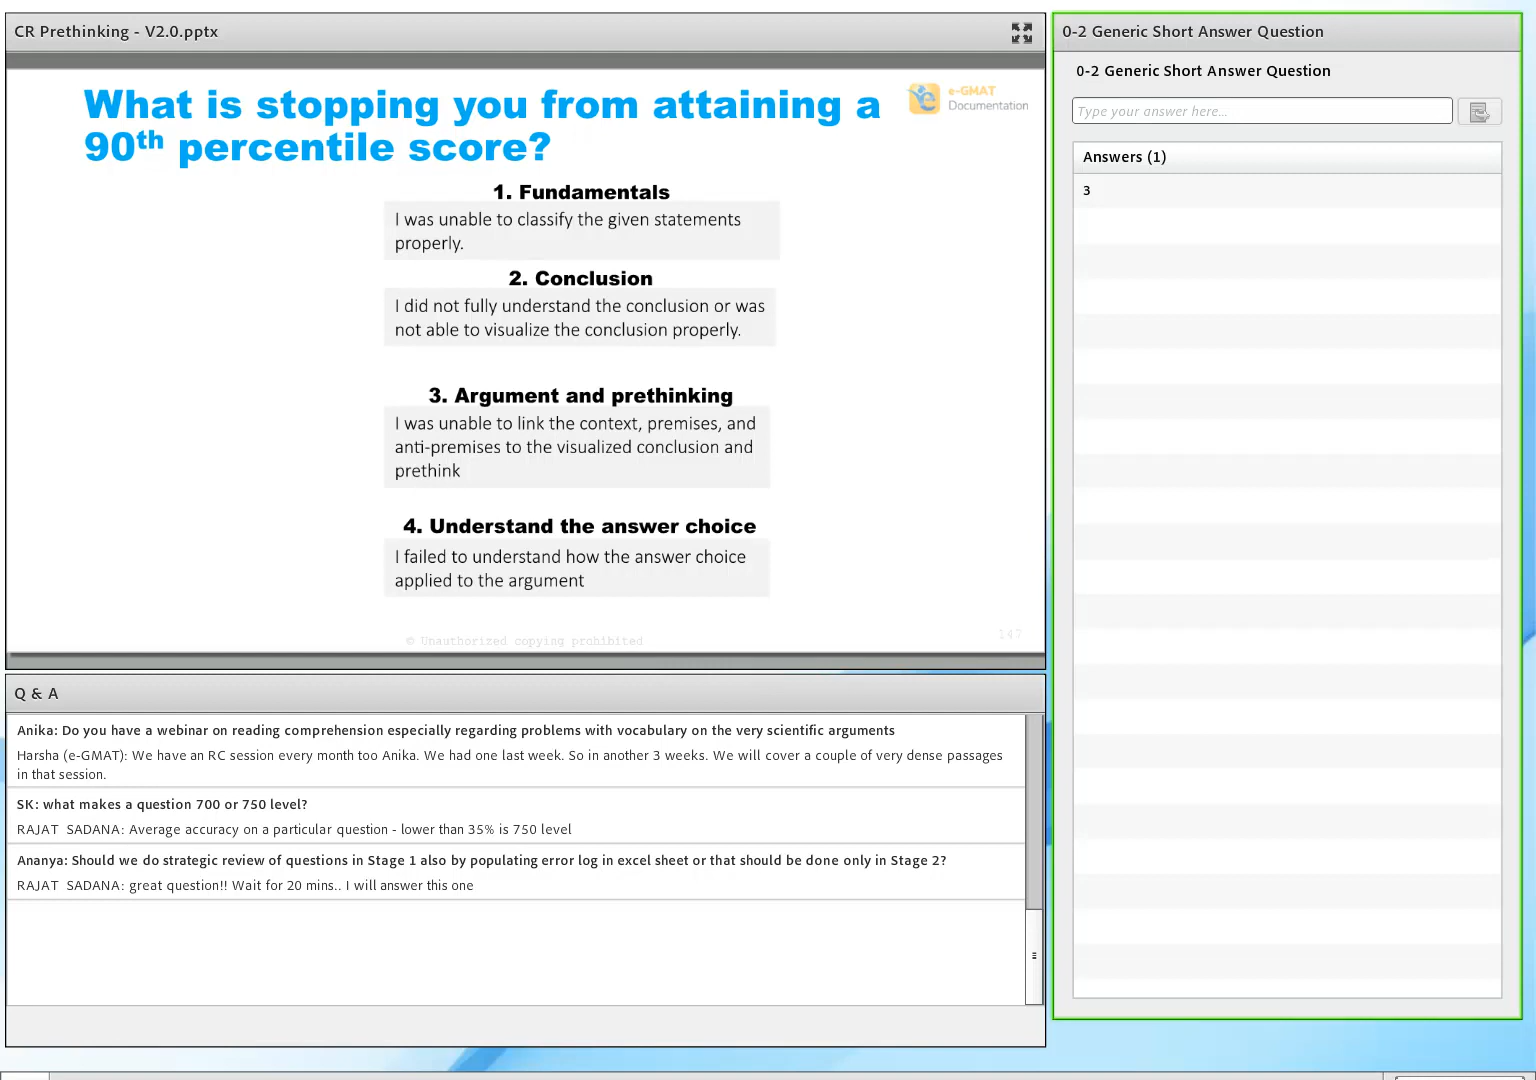 CR Prethinking - V2.0.pptx
What is stopping you from attaining a
90th percentile score?
e-GMAT
Documentation
1. Fundamentals
I was unable to classify the given statements
properly.
2. Conclusion
I did not fully understand the conclusion or was
not able to visualize the conclusion properly.
3. Argument and prethinking
I was unable to link the context, premises, and
anti-premises to the visualized conclusion and
prethink
4. Understand the answer choice
I failed to understand how the answer choice
applied to the argument
© Unauthorized copying prohibited
147
Q & A
Anika: Do you have a webinar on reading comprehension especially regarding problems with vocabulary on the very scientific arguments
Harsha (e-GMAT): We have an RC session every month too Anika. We had one last week. So in another 3 weeks. We will cover a couple of very dense passages
in that session.
SK: what makes a question 700 or 750 level?
RAJAT SADANA: Average accuracy on a particular question - lower than 35% is 750 level
Ananya: Should we do strategic review of questions in Stage 1 also by populating error log in excel sheet or that should be done only in Stage 2?
RAJAT SADANA: great question!! Wait for 20 mins.. I will answer this one
0-2 Generic Short Answer Question
0-2 Generic Short Answer Question
Type your answer here...
Answers (1)
3